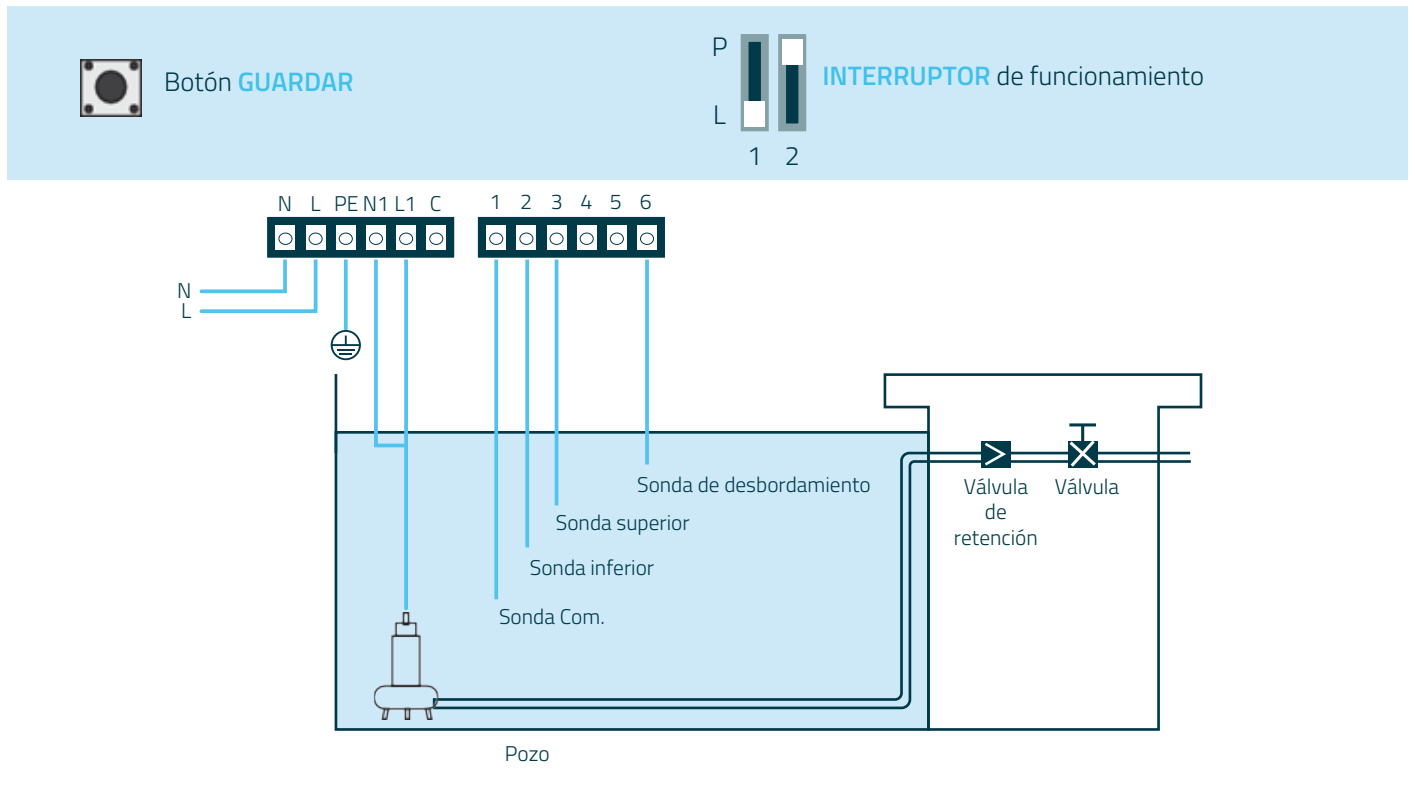 Botón GUARDAR
P
L
1 2
INTERRUPTOR de funcionamiento
N L PE N1 L1 C
1 2 3 4 5 6
N
L
Sonda de desbordamiento
Sonda superior
Sonda inferior
Sonda Com.
Válvula
de
retención
Válvula
Pozo